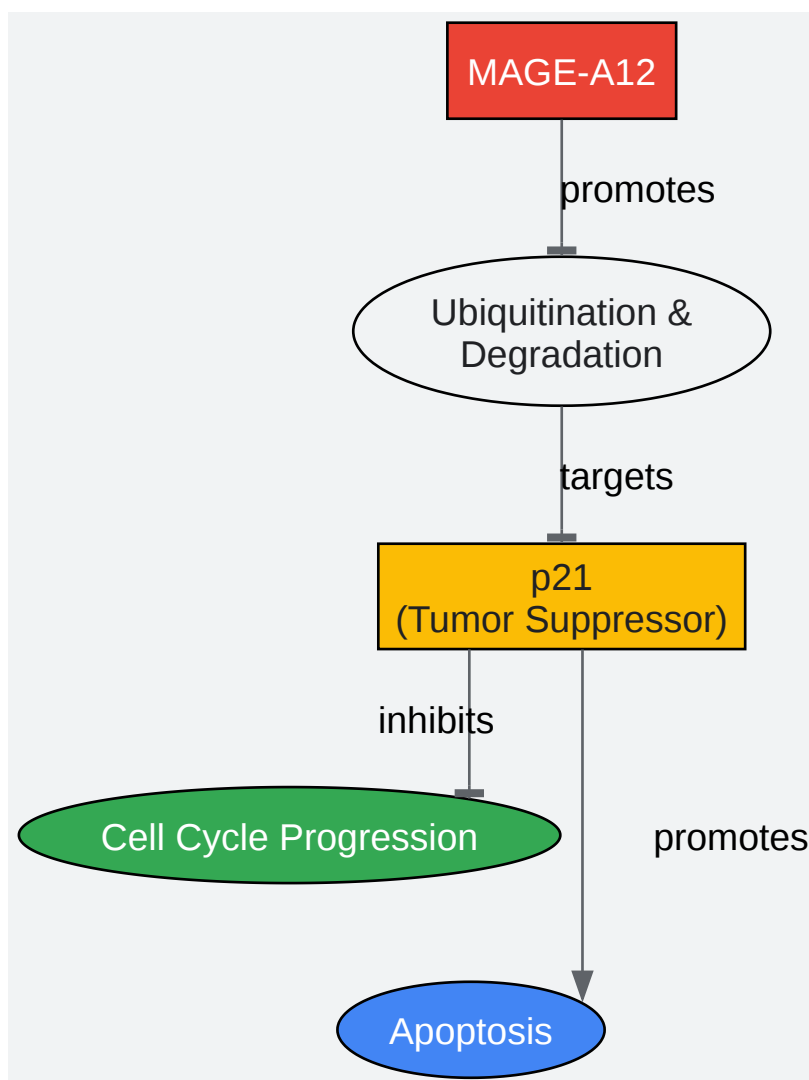 MAGE-A12
promotes
Ubiquitination &
Degradation
targets
p21
(Tumor Suppressor)
inhibits
Cell Cycle Progression
promotes
Apoptosis